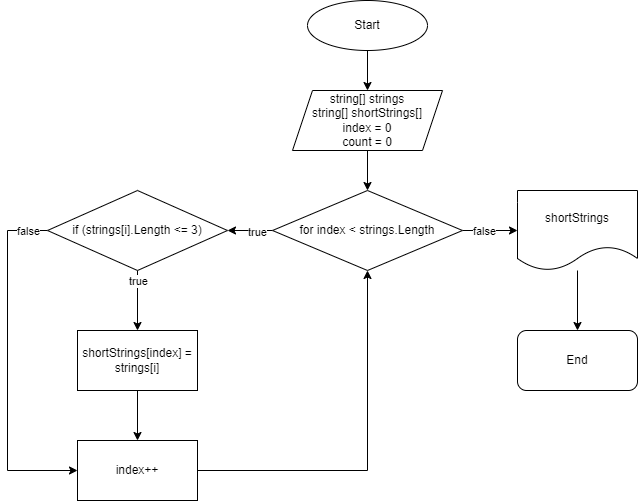 Start
string[] strings
string[] shortStrings[]
index = 0
count = 0
false
if (strings[i].Length <= 3)
true
for index < strings.Length
false
shortStrings
true
shortStrings[index] =
strings[i]
End
index++